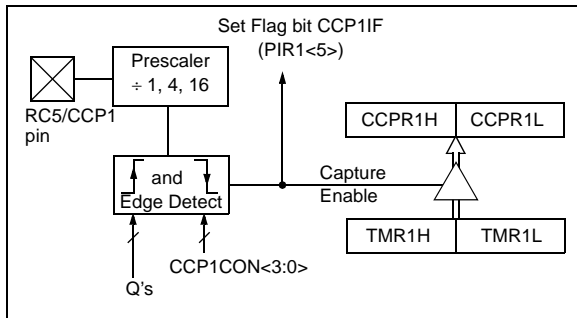 Set Flag bit CCP1IF
(PIR1<5>)
Prescaler
÷ 1, 4, 16
RC5/CCP1
pin
CCPR1H
CCPR1L
and
Edge Detect
Capture
Enable
TMR1H
TMR1L
CCP1CON<3:0>
Q's